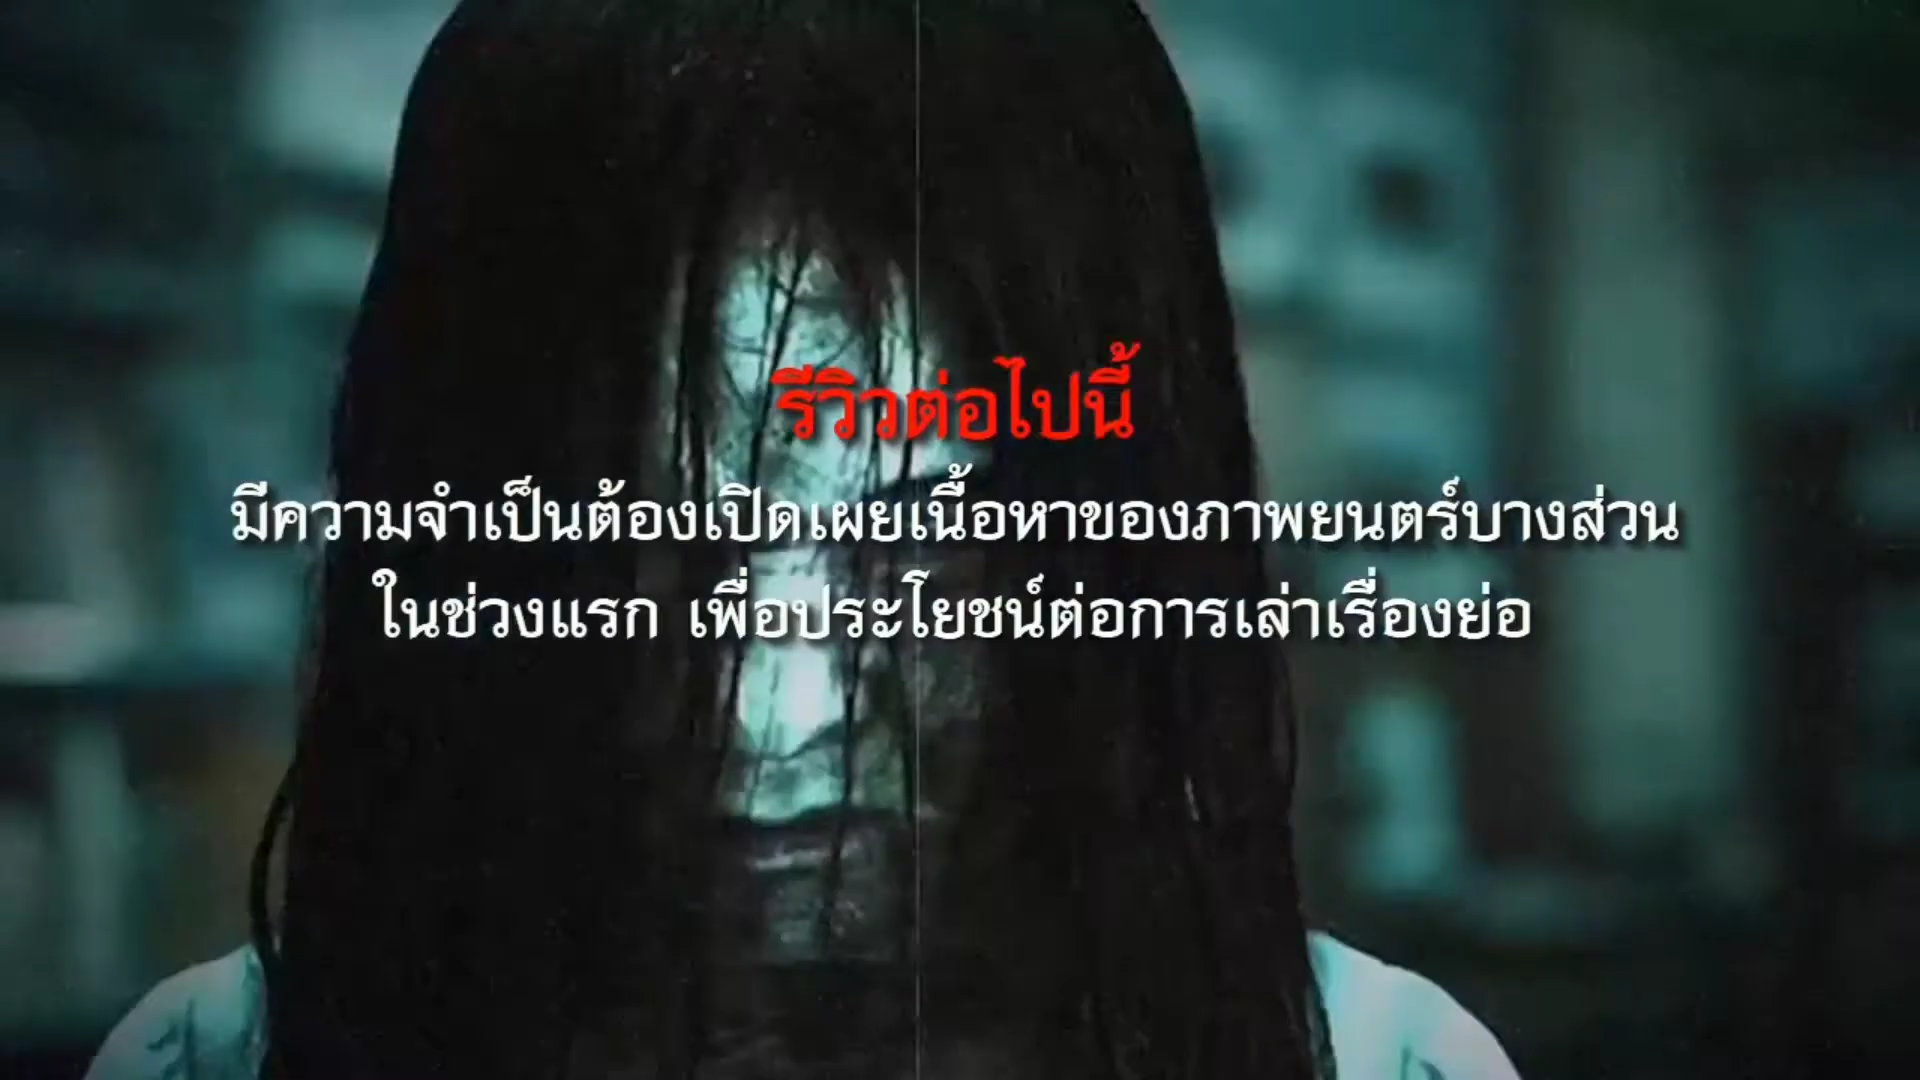 รีวิวต่อไปนี้
มีความจำเป็นต้องเปิดเผยเนื้อหาของภาพยนตร์บางส่วน
ในช่วงแรก เพื่อประโยชน์ต่อการเล่าเรื่องย่อ